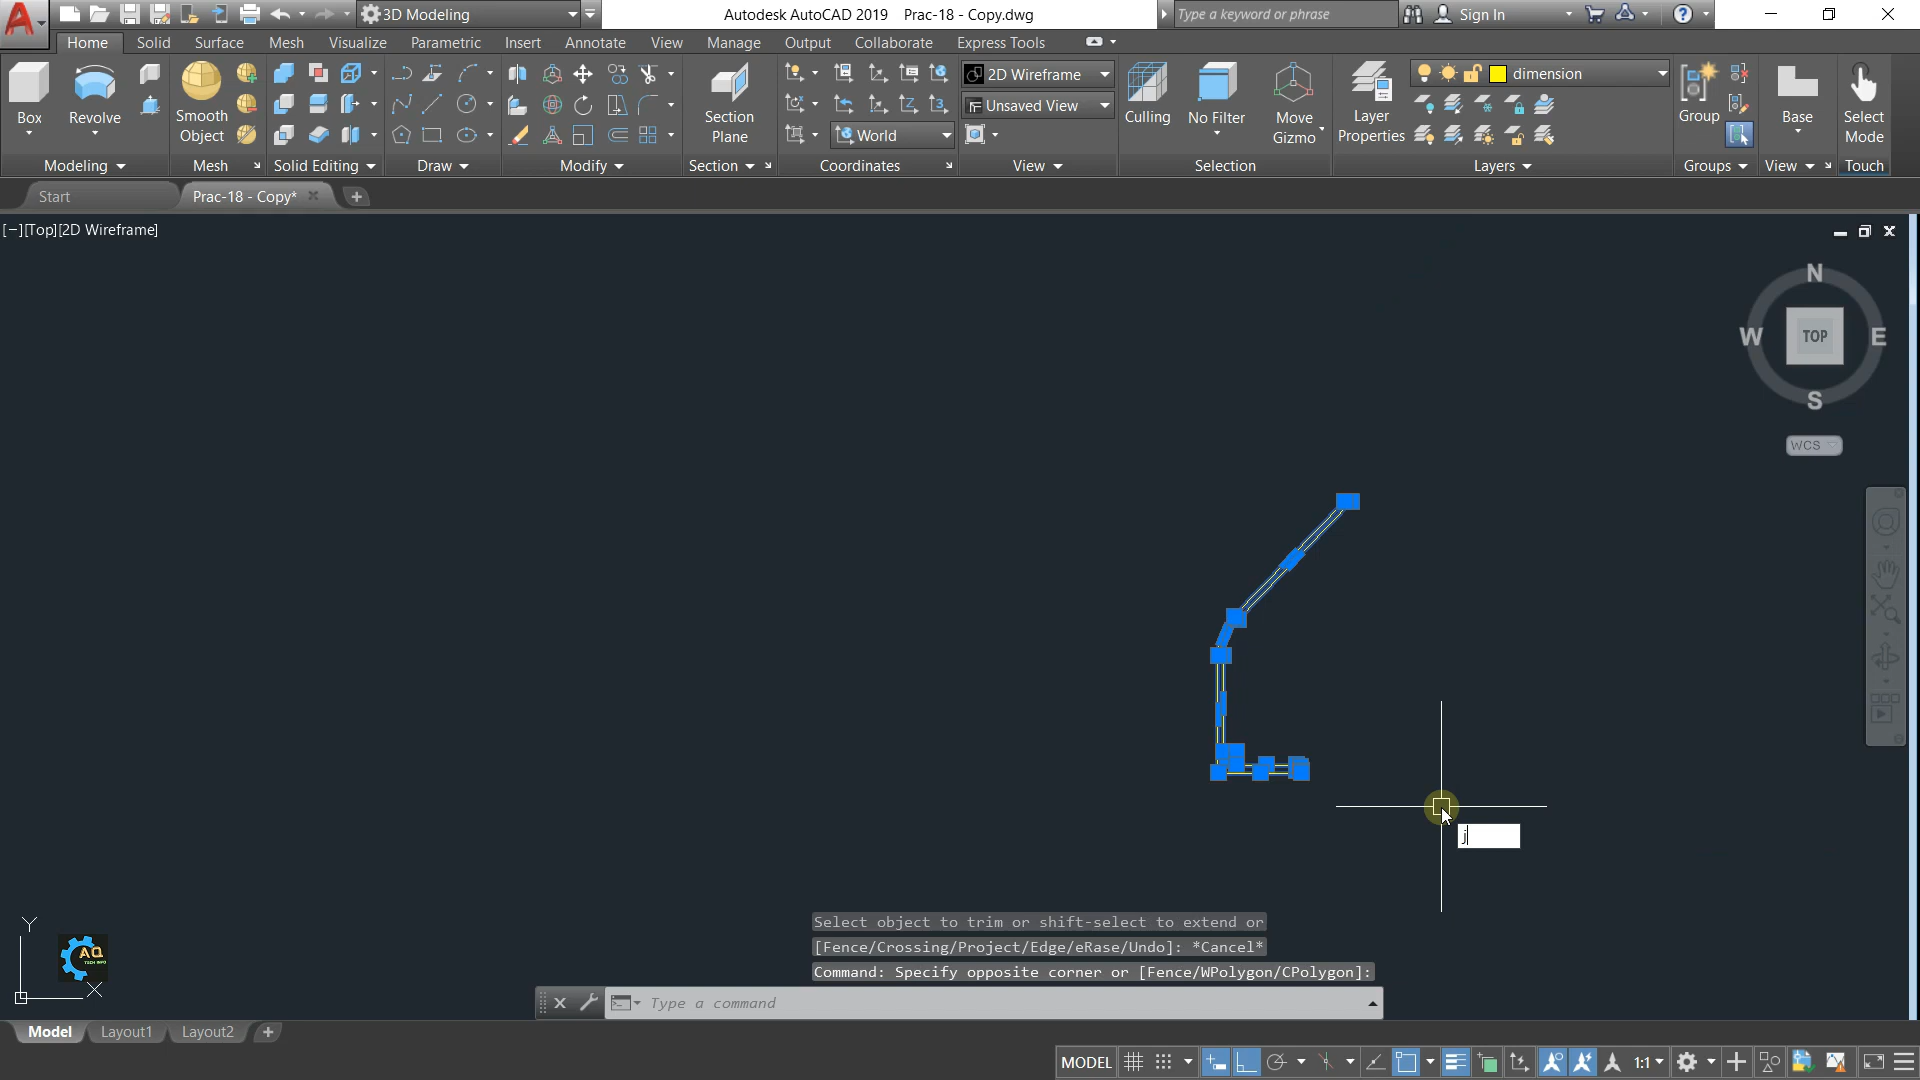 3D Modeling
Autodesk AutoCAD 2019 Prac-18 - Copy.dwg
Type a keyword or phrase
Sign In
Home Solid Surface Mesh Visualize Parametric Insert Annotate View Manage Output Collaborate Express Tools
Box
Revolve
Smooth Object
Section Plane
World
2D Wireframe
Unsaved View
Culling
No Filter
Move Gizmo
Layer Properties
dimension
Group
Base
Select Mode
Modeling Mesh Solid Editing Draw Modify Section Coordinates View Selection Layers Groups View Touch
Start
Prac-18 - Copy*
[−][Top][2D Wireframe]
N
W
TOP
E
S
WCS
j
Y
X
AQ
TECH INFO
Select object to trim or shift-select to extend or
[Fence/Crossing/Project/Edge/eRase/Undo]: *Cancel*
Command: Specify opposite corner or [Fence/WPolygon/CPolygon]:
Type a command
Model Layout1 Layout2
MODEL
1:1